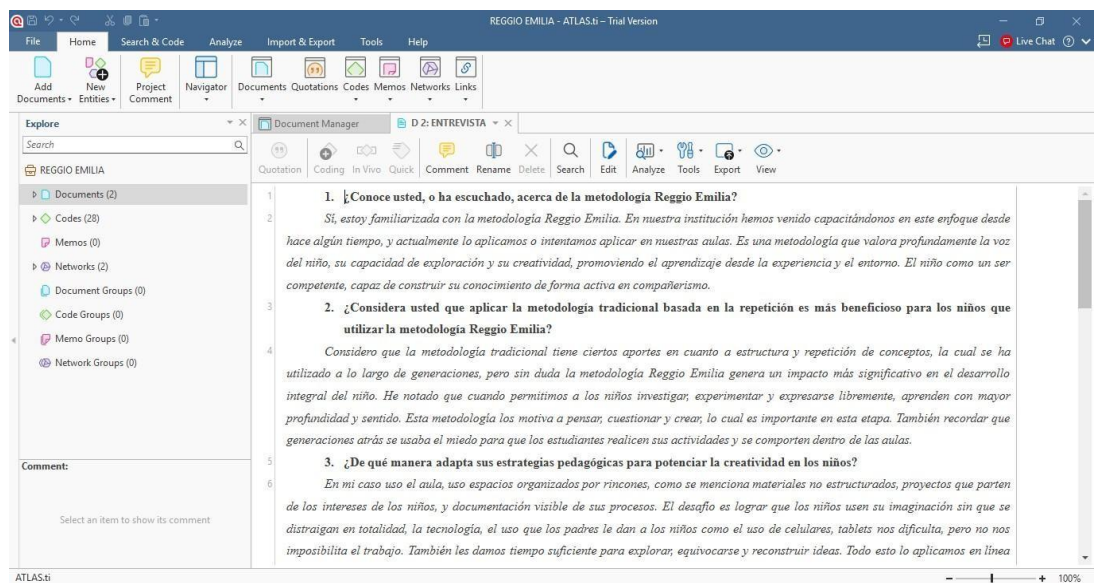 REGGIO EMILIA - ATLAS.ti – Trial Version
File Home Search & Code Analyze Import & Export Tools Help Live Chat
Add Documents New Entities Project Comment Navigator Documents Quotations Codes Memos Networks Links
Explore
Document Manager D 2: ENTREVISTA
Search
Quotation Coding In Vivo Quick Comment Rename Delete Search Edit Analyze Tools Export View
REGGIO EMILIA
Documents (2)
Codes (28)
Memos (0)
Networks (2)
Document Groups (0)
Code Groups (0)
Memo Groups (0)
Network Groups (0)
Comment:
Select an item to show its comment
1 1. ¿Conoce usted, o ha escuchado, acerca de la metodología Reggio Emilia?
2 Sí, estoy familiarizada con la metodología Reggio Emilia. En nuestra institución hemos venido capacitándonos en este enfoque desde
hace algún tiempo, y actualmente lo aplicamos o intentamos aplicar en nuestras aulas. Es una metodología que valora profundamente la voz
del niño, su capacidad de exploración y su creatividad, promoviendo el aprendizaje desde la experiencia y el entorno. El niño como un ser
competente, capaz de construir su conocimiento de forma activa en compañerismo.
3 2. ¿Considera usted que aplicar la metodología tradicional basada en la repetición es más beneficioso para los niños que
utilizar la metodología Reggio Emilia?
4 Considero que la metodología tradicional tiene ciertos aportes en cuanto a estructura y repetición de conceptos, la cual se ha
utilizado a lo largo de generaciones, pero sin duda la metodología Reggio Emilia genera un impacto más significativo en el desarrollo
integral del niño. He notado que cuando permitimos a los niños investigar, experimentar y expresarse libremente, aprenden con mayor
profundidad y sentido. Esta metodología los motiva a pensar, cuestionar y crear, lo cual es importante en esta etapa. También recordar que
generaciones atrás se usaba el miedo para que los estudiantes realicen sus actividades y se comporten dentro de las aulas.
5 3. ¿De qué manera adapta sus estrategias pedagógicas para potenciar la creatividad en los niños?
6 En mi caso uso el aula, uso espacios organizados por rincones, como se menciona materiales no estructurados, proyectos que parten
de los intereses de los niños, y documentación visible de sus procesos. El desafío es lograr que los niños usen su imaginación sin que se
distraigan en totalidad, la tecnología, el uso que los padres le dan a los niños como el uso de celulares, tablets nos dificulta, pero no nos
imposibilita el trabajo. También les damos tiempo suficiente para explorar, equivocarse y reconstruir ideas. Todo esto lo aplicamos en línea
ATLAS.ti
100%